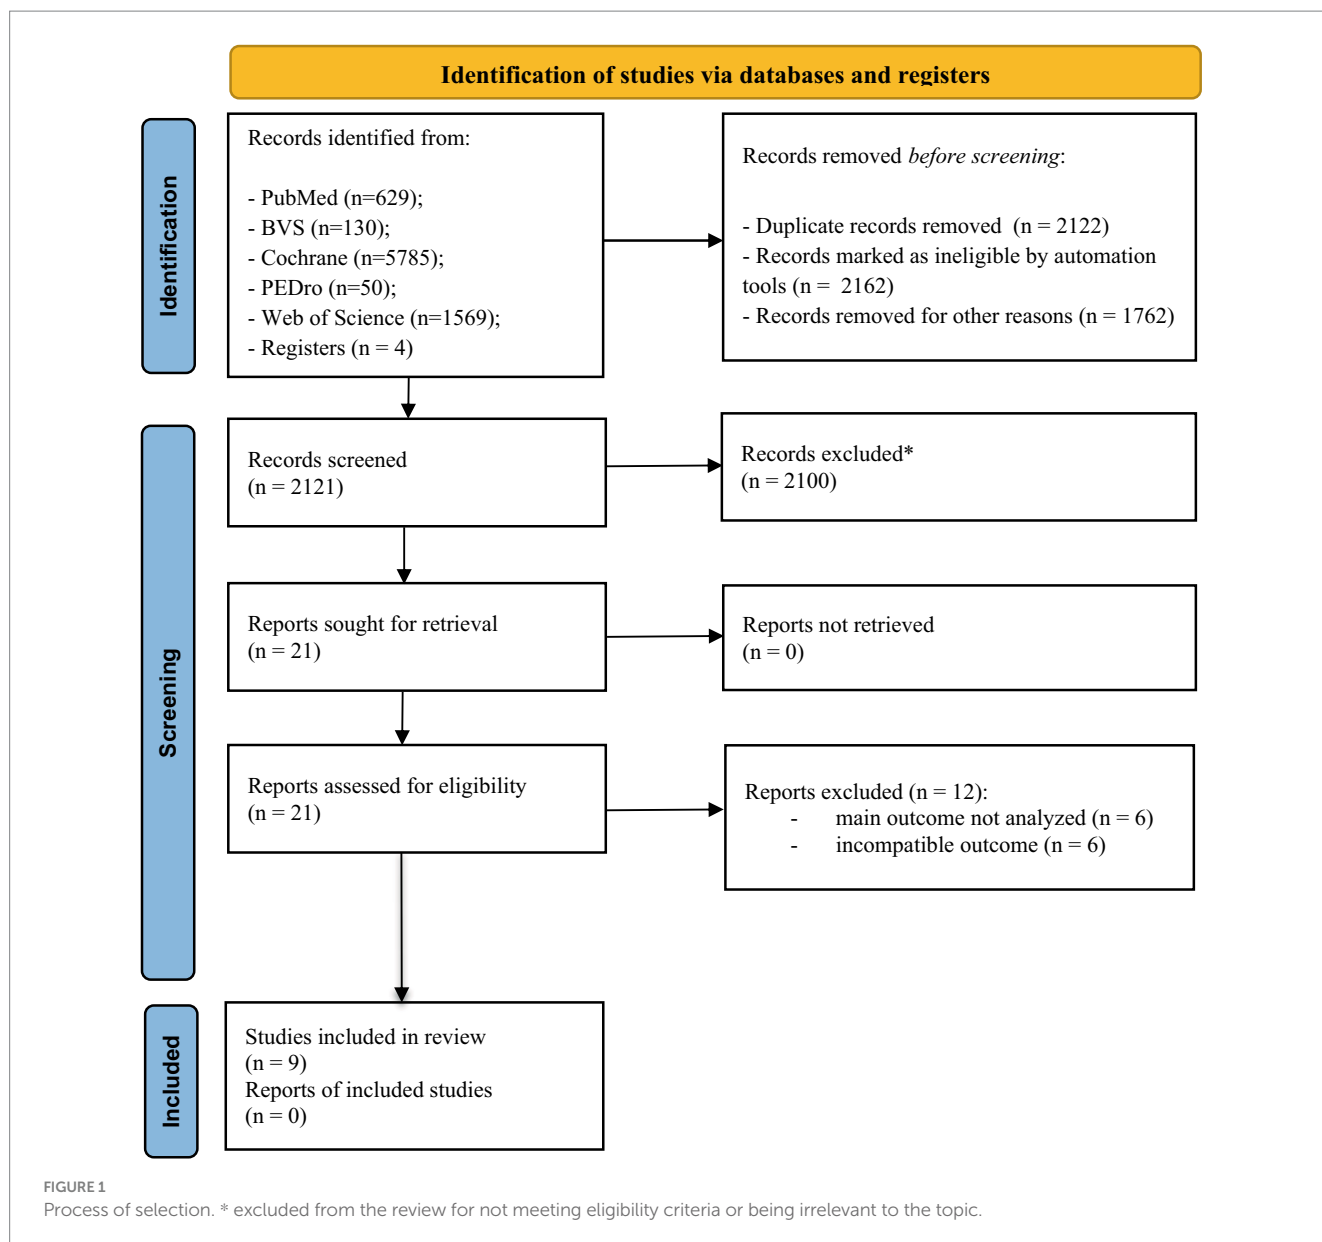 Identification of studies via databases and registers
Identification
Records identified from:
- PubMed (n=629);
- BVS (n=130);
- Cochrane (n=5785);
- PEDro (n=50);
- Web of Science (n=1569);
- Registers (n = 4)
Records removed before screening:
- Duplicate records removed (n = 2122)
- Records marked as ineligible by automation
tools (n = 2162)
- Records removed for other reasons (n = 1762)
Screening
Records screened
(n = 2121)
Records excluded*
(n = 2100)
Reports sought for retrieval
(n = 21)
Reports not retrieved
(n = 0)
Reports assessed for eligibility
(n = 21)
Reports excluded (n = 12):
- main outcome not analyzed (n = 6)
- incompatible outcome (n = 6)
Included
Studies included in review
(n = 9)
Reports of included studies
(n = 0)
FIGURE 1
Process of selection. * excluded from the review for not meeting eligibility criteria or being irrelevant to the topic.